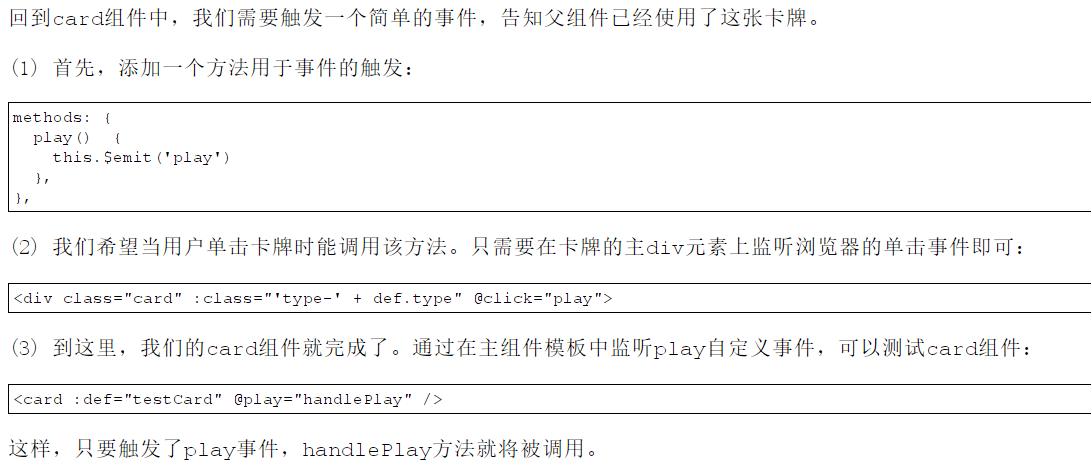 回到card组件中，我们需要触发一个简单的事件，告知父组件已经使用了这张卡牌。
(1) 首先，添加一个方法用于事件的触发：
methods: {
  play()  {
    this.$emit('play')
  },
},
(2) 我们希望当用户单击卡牌时能调用该方法。只需要在卡牌的主div元素上监听浏览器的单击事件即可：
<div class="card" :class="'type-' + def.type" @click="play">
(3) 到这里，我们的card组件就完成了。通过在主组件模板中监听play自定义事件，可以测试card组件：
<card :def="testCard" @play="handlePlay" />
这样，只要触发了play事件，handlePlay方法就将被调用。